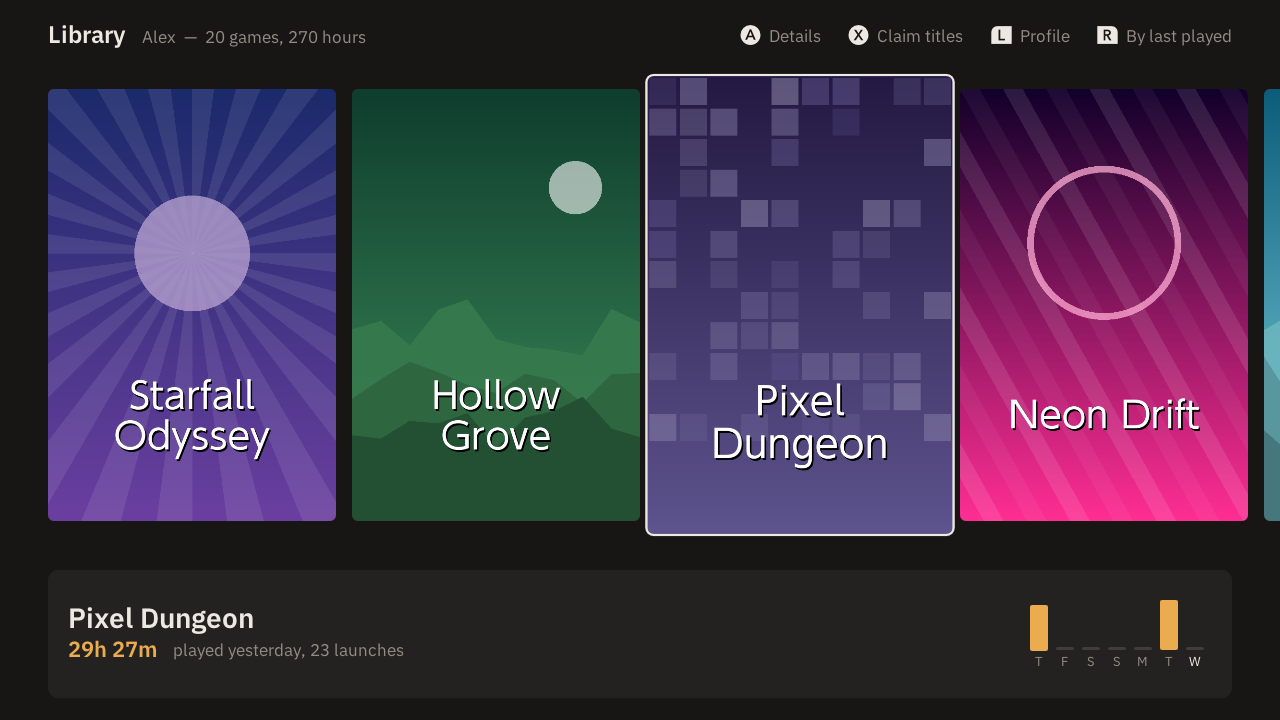 Library Alex — 20 games, 270 hours
A Details X Claim titles L Profile R By last played
Starfall
Odyssey
Hollow
Grove
Pixel
Dungeon
Neon Drift
Pixel Dungeon
29h 27m played yesterday, 23 launches
T F S S M T W